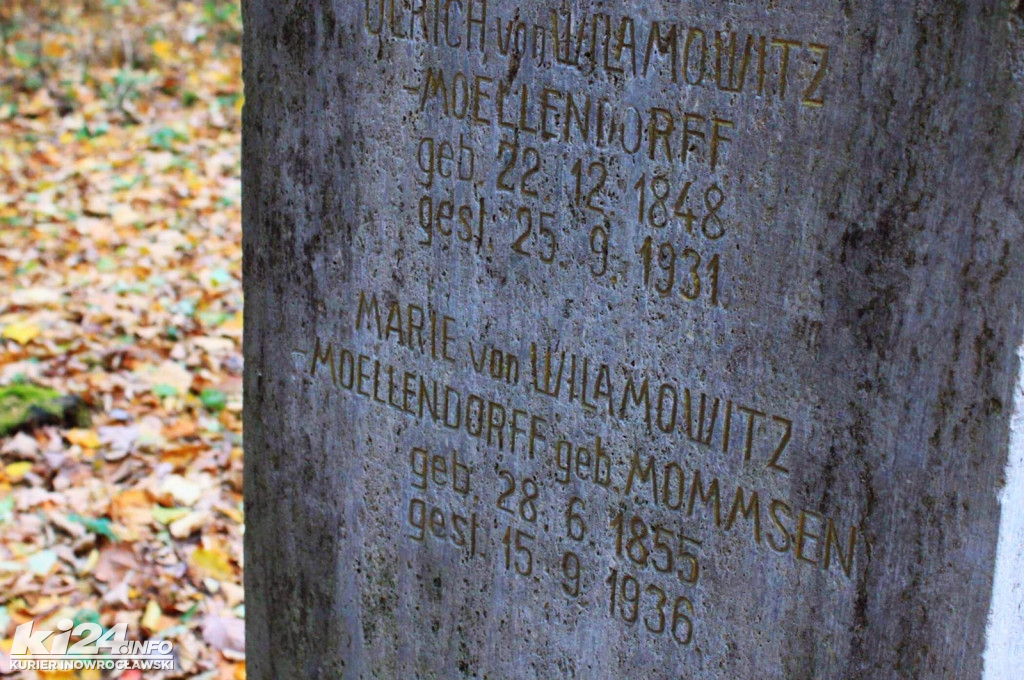 ULRICH von WILAMOWITZ
-MOELLENDORFF
geb. 22. 12. 1848
gest. 25. 9. 1931.
MARIE von WILAMOWITZ
-MOELLENDORFF geb. MOMMSEN
geb. 28. 6. 1855
gest. 15. 9. 1936.
ki24.INFO
KURIER INOWROCŁAWSKI